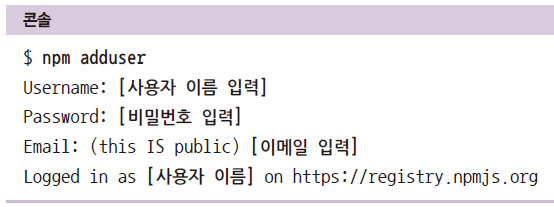 콘솔
$ npm adduser
Username: [사용자 이름 입력]
Password: [비밀번호 입력]
Email: (this IS public) [이메일 입력]
Logged in as [사용자 이름] on https://registry.npmjs.org